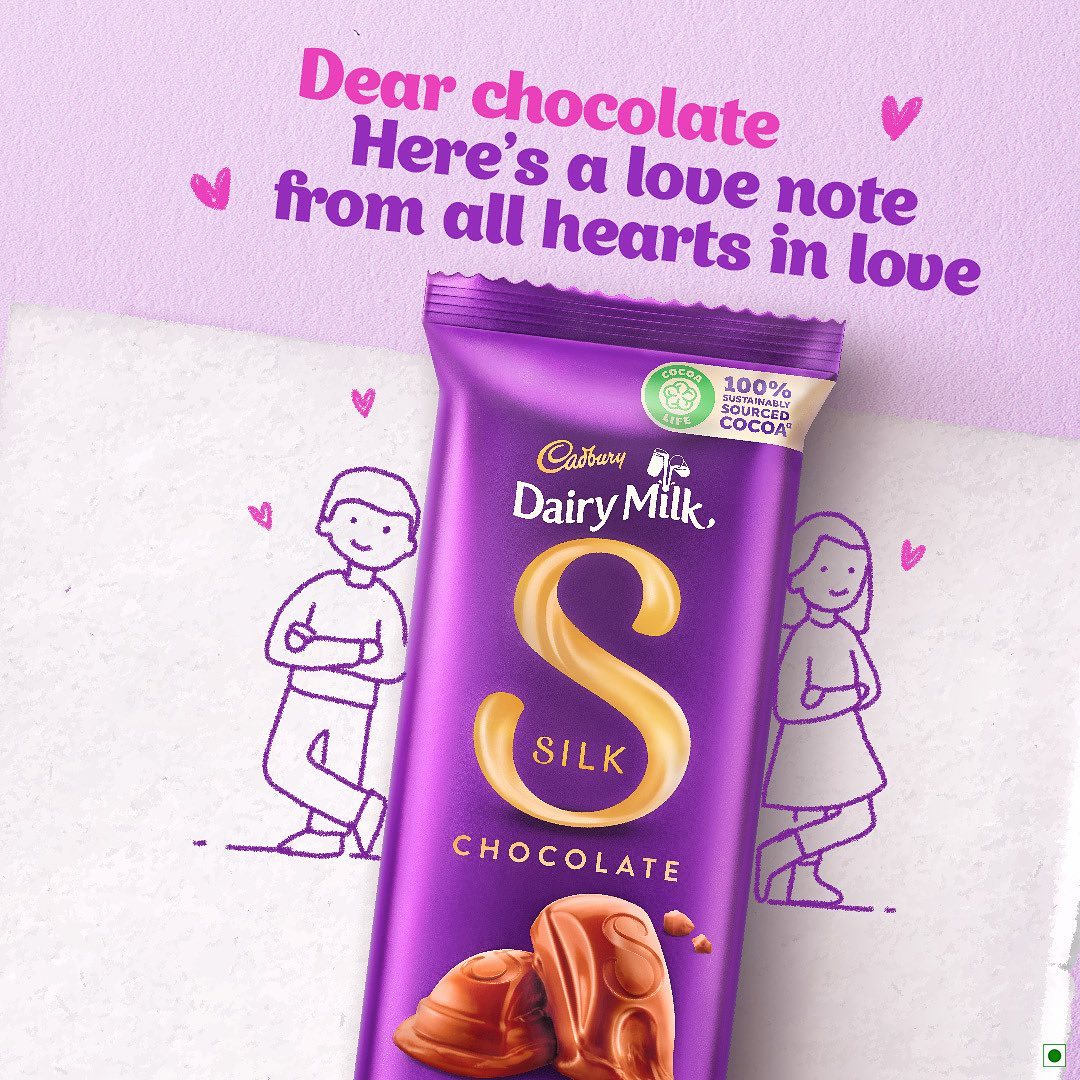 Dear chocolate
Here's a love note
from all hearts in love
COCOA
LIFE
100%
SUSTAINABLY
SOURCED
COCOA
Cadbury
Dairy Milk
SILK
CHOCOLATE
S